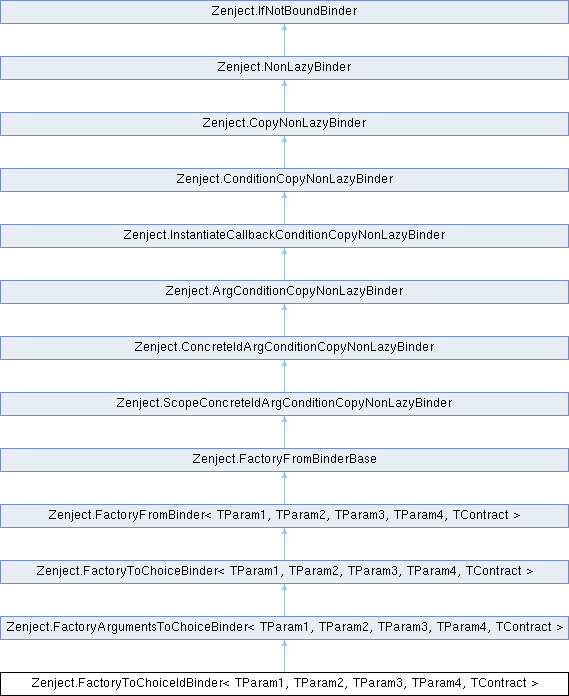 Zenject.IfNotBoundBinder
Zenject.NonLazyBinder
Zenject.CopyNonLazyBinder
Zenject.ConditionCopyNonLazyBinder
Zenject.InstantiateCallbackConditionCopyNonLazyBinder
Zenject.ArgConditionCopyNonLazyBinder
Zenject.ConcreteIdArgConditionCopyNonLazyBinder
Zenject.ScopeConcreteIdArgConditionCopyNonLazyBinder
Zenject.FactoryFromBinderBase
Zenject.FactoryFromBinder< TParam1, TParam2, TParam3, TParam4, TContract >
Zenject.FactoryToChoiceBinder< TParam1, TParam2, TParam3, TParam4, TContract >
Zenject.FactoryArgumentsToChoiceBinder< TParam1, TParam2, TParam3, TParam4, TContract >
Zenject.FactoryToChoiceIdBinder< TParam1, TParam2, TParam3, TParam4, TContract >